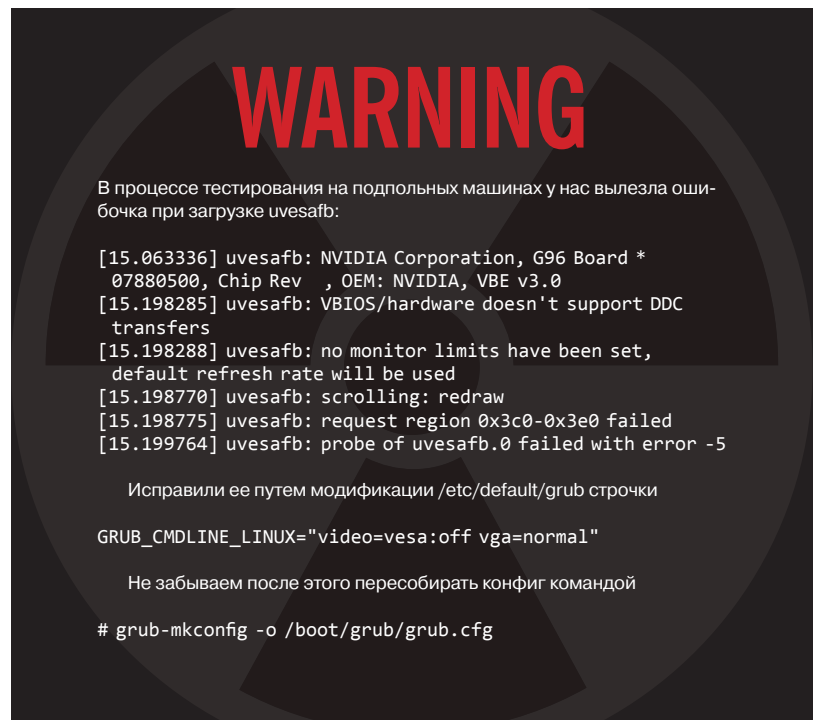 WARNING
В процессе тестирования на подпольных машинах у нас вылезла оши-
бочка при загрузке uvesafb:
[15.063336] uvesafb: NVIDIA Corporation, G96 Board *
07880500, Chip Rev   , OEM: NVIDIA, VBE v3.0
[15.198285] uvesafb: VBIOS/hardware doesn't support DDC
transfers
[15.198288] uvesafb: no monitor limits have been set,
default refresh rate will be used
[15.198770] uvesafb: scrolling: redraw
[15.198775] uvesafb: request region 0x3c0-0x3e0 failed
[15.199764] uvesafb: probe of uvesafb.0 failed with error -5
Исправили ее путем модификации /etc/default/grub строчки
GRUB_CMDLINE_LINUX="video=vesa:off vga=normal"
Не забываем после этого пересобирать конфиг командой
# grub-mkconfig -o /boot/grub/grub.cfg